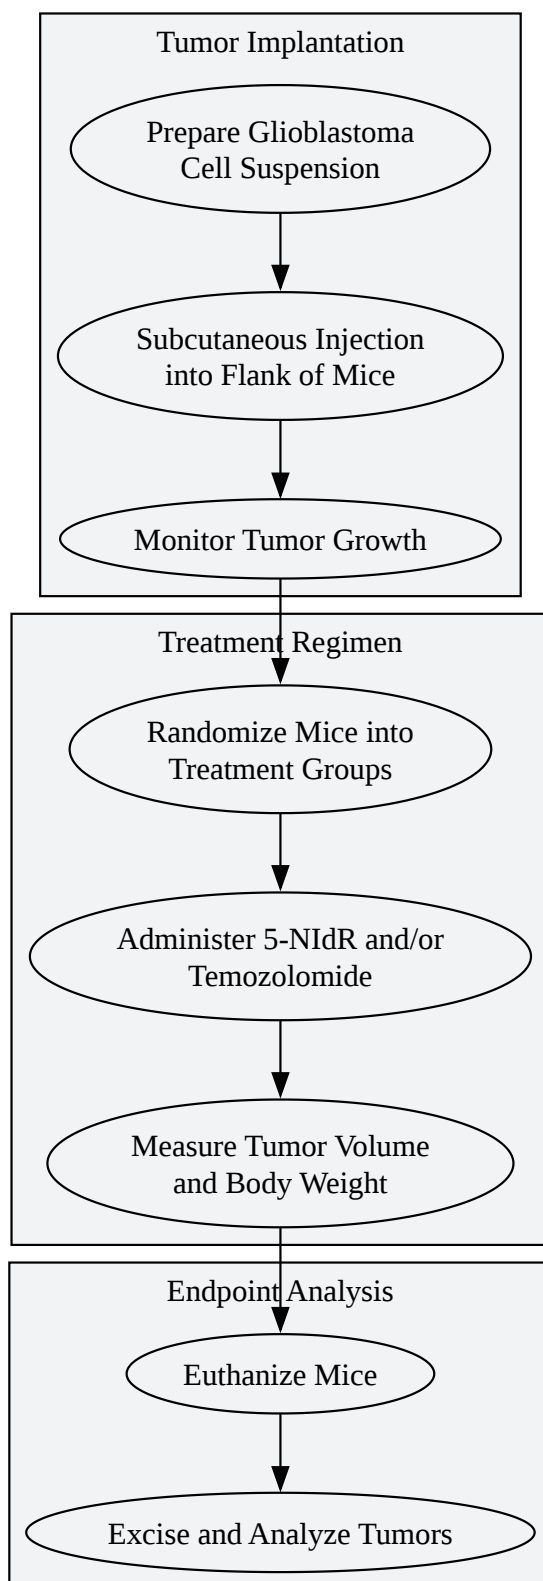 Tumor Implantation
Prepare Glioblastoma
Cell Suspension
Subcutaneous Injection
into Flank of Mice
Monitor Tumor Growth
Treatment Regimen
Randomize Mice into
Treatment Groups
Administer 5-NIdR and/or
Temozolomide
Measure Tumor Volume
and Body Weight
Endpoint Analysis
Euthanize Mice
Excise and Analyze Tumors